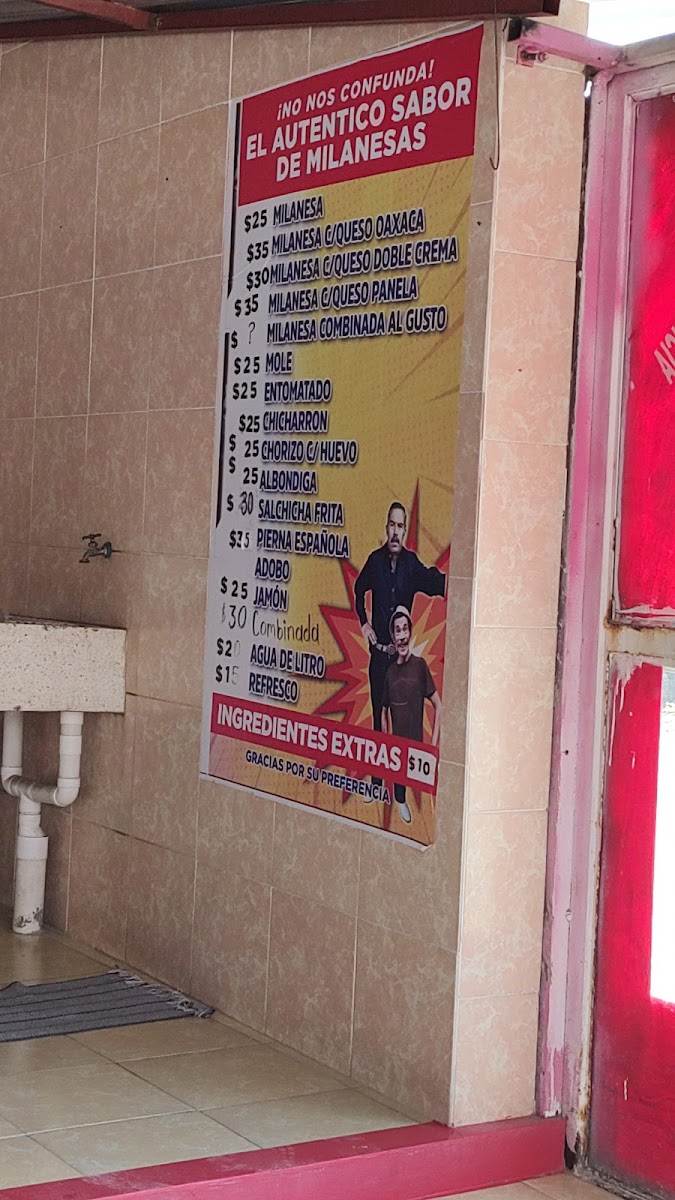 ¡NO NOS CONFUNDA!
EL AUTENTICO SABOR
DE MILANESAS
$25 MILANESA
$35 MILANESA C/QUESO OAXACA
$30 MILANESA C/QUESO DOBLE CREMA
$35 MILANESA C/QUESO PANELA
$ ? MILANESA COMBINADA AL GUSTO
$25 MOLE
$25 ENTOMATADO
$25 CHICHARRON
$ 25 CHORIZO C/ HUEVO
$ 25 ALBONDIGA
$ 30 SALCHICHA FRITA
$35 PIERNA ESPAÑOLA
ADOBO
$25 JAMÓN
$30 Combinada
$20 AGUA DE LITRO
$15 REFRESCO
INGREDIENTES EXTRAS $10
GRACIAS POR SU PREFERENCIA